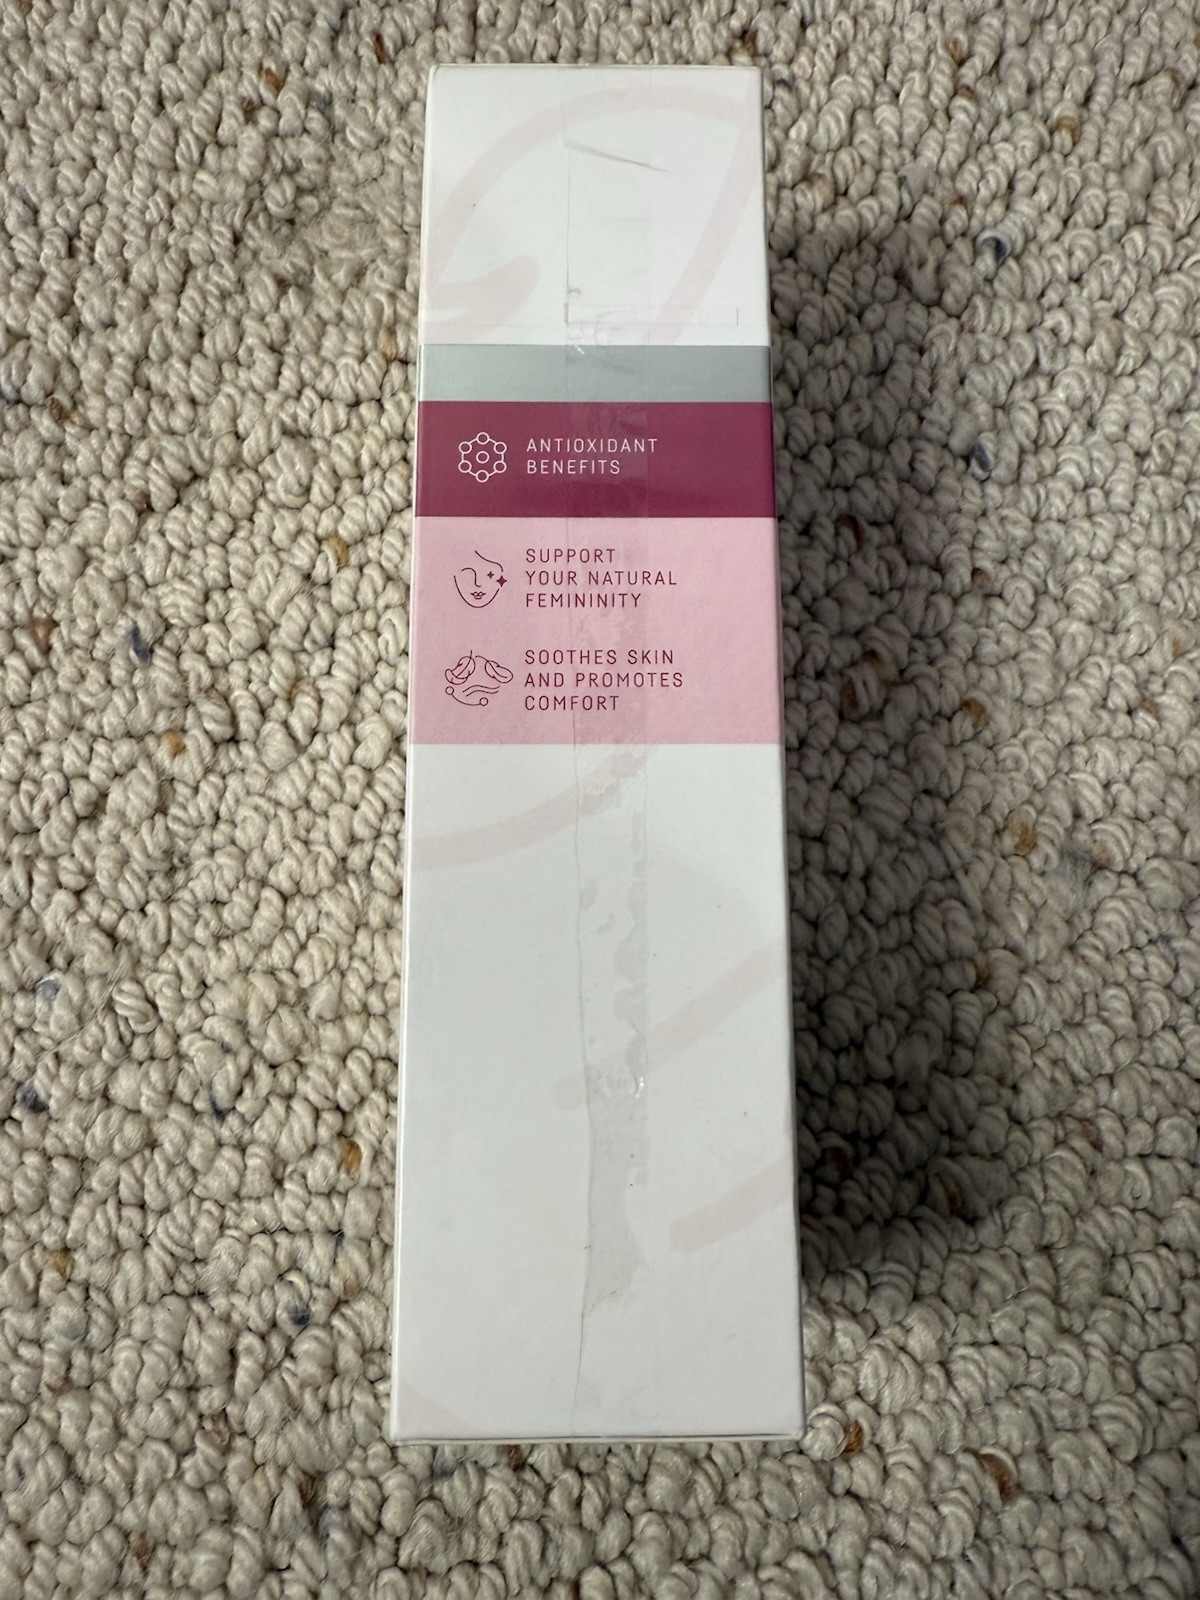 ANTIOXIDANT
BENEFITS
SUPPORT
YOUR NATURAL
FEMININITY
SOOTHES SKIN
AND PROMOTES
COMFORT